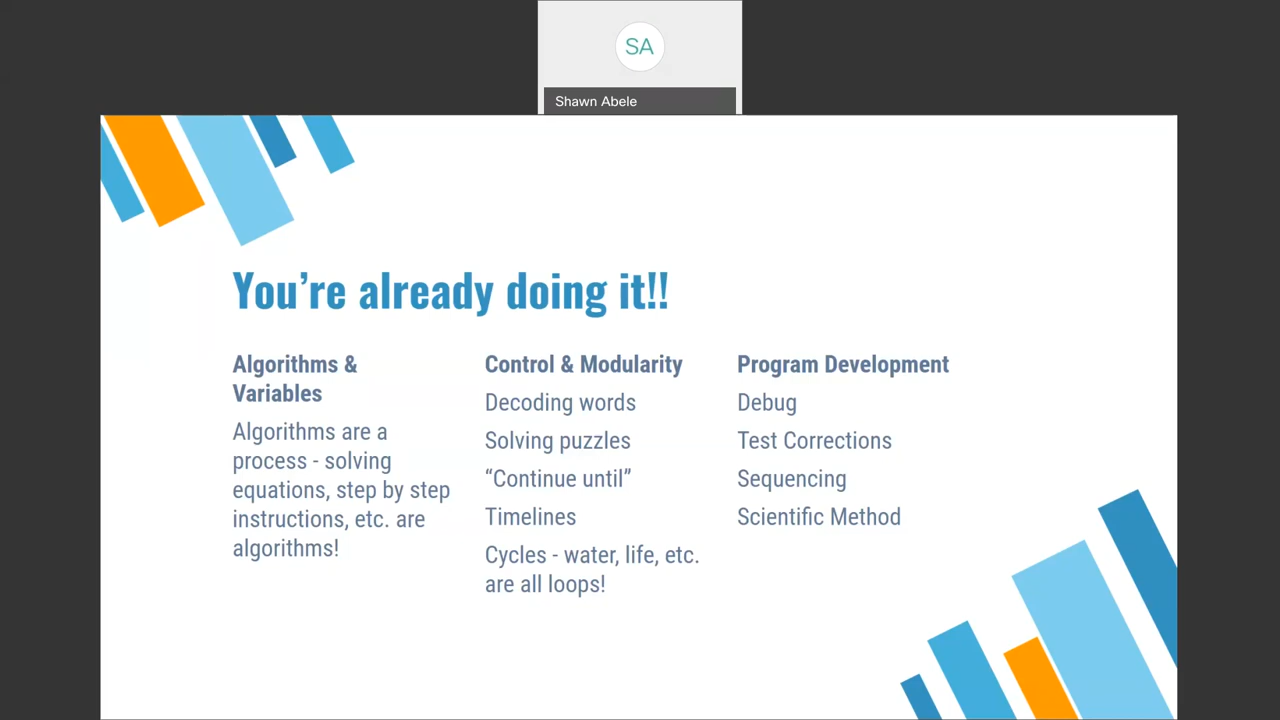 SA
Shawn Abele
You’re already doing it!!
Algorithms &
Variables
Algorithms are a
process - solving
equations, step by step
instructions, etc. are
algorithms!
Control & Modularity
Decoding words
Solving puzzles
“Continue until”
Timelines
Cycles - water, life, etc.
are all loops!
Program Development
Debug
Test Corrections
Sequencing
Scientific Method